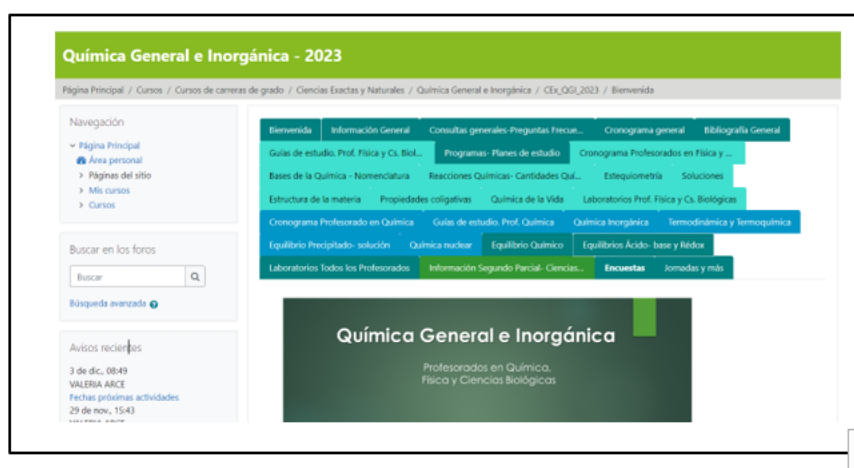 Química General e Inorgánica - 2023
Página Principal / Cursos / Cursos de carreras de grado / Ciencias Exactas y Naturales / Química General e Inorgánica / CEx_QGI_2023 / Bienvenida
Navegación
Página Principal
Área personal
Páginas del sitio
Mis cursos
Cursos
Buscar en los foros
Buscar
Búsqueda avanzada
Avisos recientes
3 de dic., 08:49
VALERIA ARCE
Fechas próximas actividades
29 de nov., 15:43
VALERIA ARCE
Bienvenida Información General Consultas generales-Preguntas Frecue... Cronograma general Bibliografía General
Guías de estudio. Prof. Física y Cs. Biol... Programas- Planes de estudio Cronograma Profesorados en Física y ...
Bases de la Química - Nomenclatura Reacciones Químicas- Cantidades Quí... Estequiometría Soluciones
Estructura de la materia Propiedades coligativas Química de la Vida Laboratorios Prof. Física y Cs. Biológicas
Cronograma Profesorado en Química Guías de estudio. Prof. Química Química Inorgánica Termodinámica y Termoquímica
Equilibrio Precipitado- solución Química nuclear Equilibrio Químico Equilibrios Ácido- base y Rédox
Laboratorios Todos los Profesorados Información Segundo Parcial- Ciencias... Encuestas Jornadas y más
Química General e Inorgánica
Profesorados en Química,
Física y Ciencias Biológicas